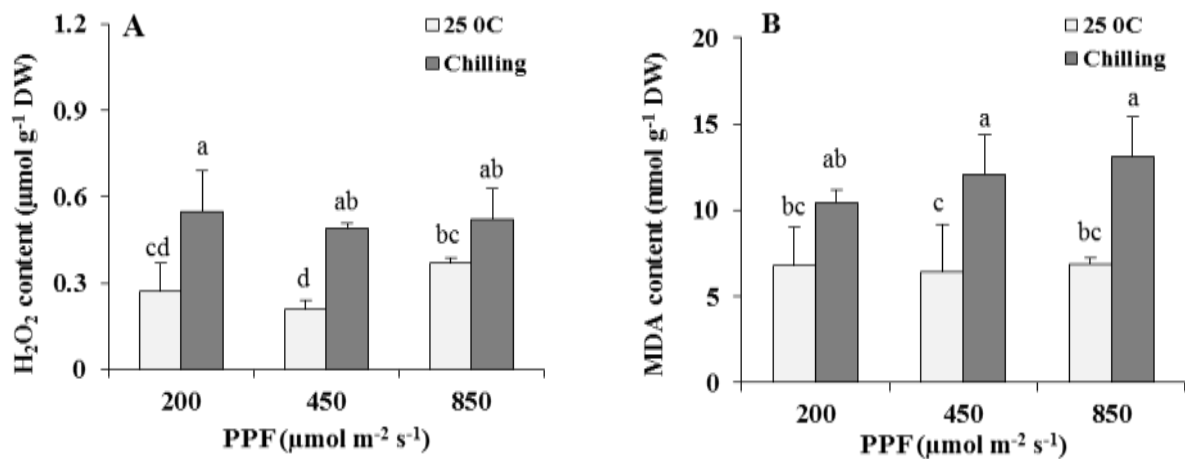 A
25 0C
Chilling
H₂O₂ content (µmol g⁻¹ DW)
1.2
0.9
0.6
0.3
0
cd
a
d
ab
bc
ab
200
450
850
PPF (µmol m⁻² s⁻¹)
B
25 0C
Chilling
MDA content (nmol g⁻¹ DW)
20
15
10
5
0
bc
ab
c
a
bc
a
200
450
850
PPF (µmol m⁻² s⁻¹)